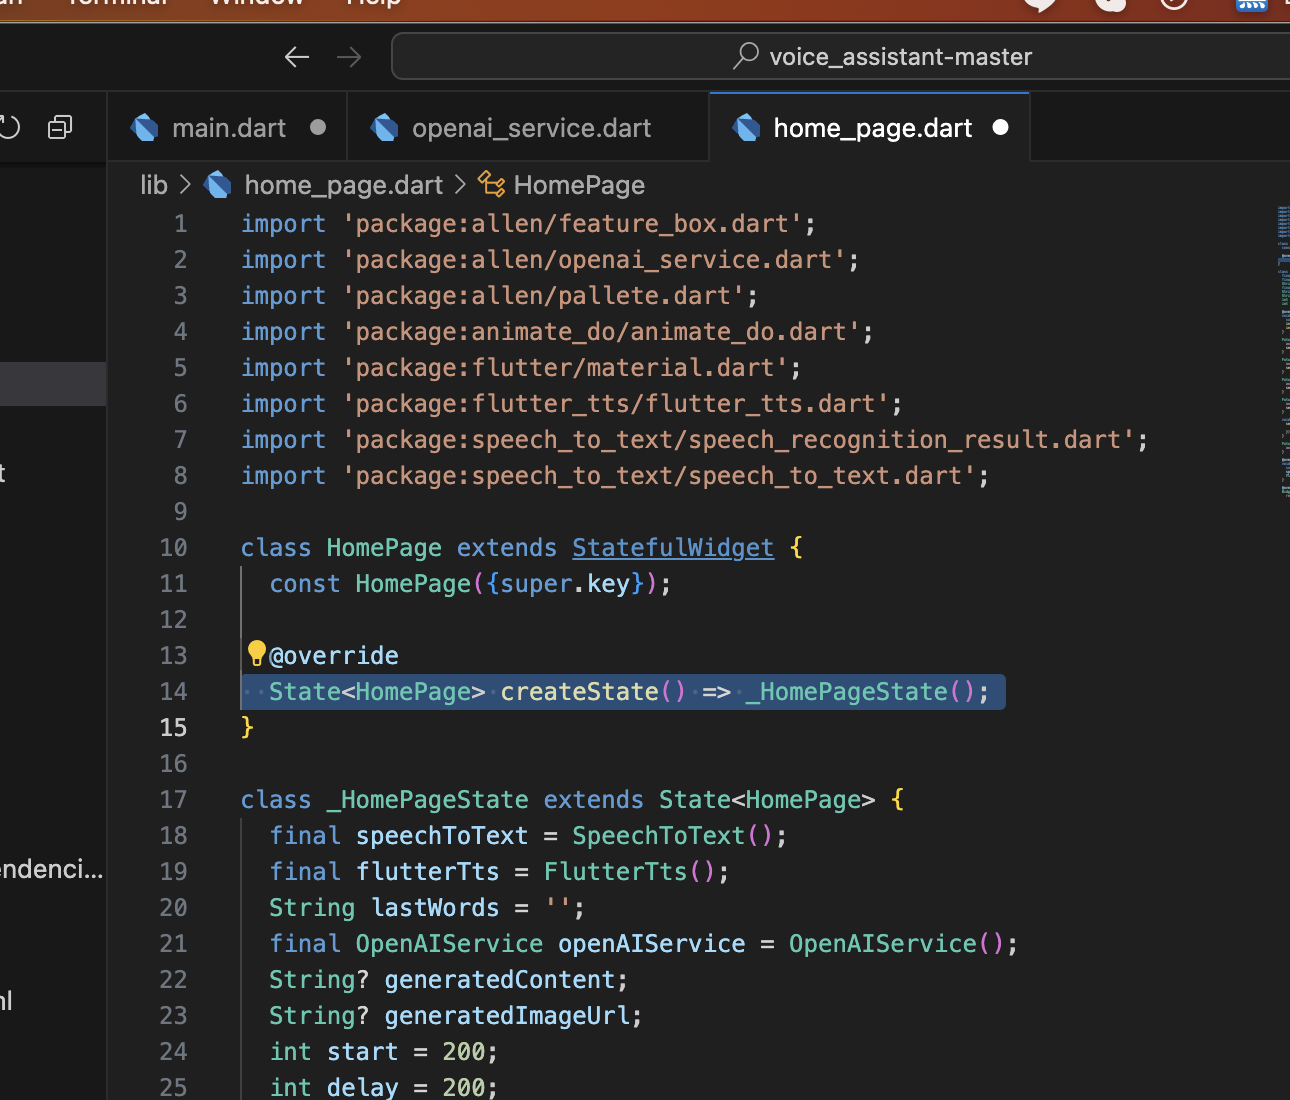 Terminal Window Help
voice_assistant-master
main.dart openai_service.dart home_page.dart
lib > home_page.dart > HomePage
1 import 'package:allen/feature_box.dart';
2 import 'package:allen/openai_service.dart';
3 import 'package:allen/pallete.dart';
4 import 'package:animate_do/animate_do.dart';
5 import 'package:flutter/material.dart';
6 import 'package:flutter_tts/flutter_tts.dart';
7 import 'package:speech_to_text/speech_recognition_result.dart';
8 import 'package:speech_to_text/speech_to_text.dart';
9
10 class HomePage extends StatefulWidget {
11 const HomePage({super.key});
12
13 @override
14 State<HomePage> createState() => _HomePageState();
15 }
16
17 class _HomePageState extends State<HomePage> {
18 final speechToText = SpeechToText();
19 final flutterTts = FlutterTts();
endenci...
20 String lastWords = '';
21 final OpenAIService openAIService = OpenAIService();
22 String? generatedContent;
23 String? generatedImageUrl;
24 int start = 200;
25 int delay = 200;